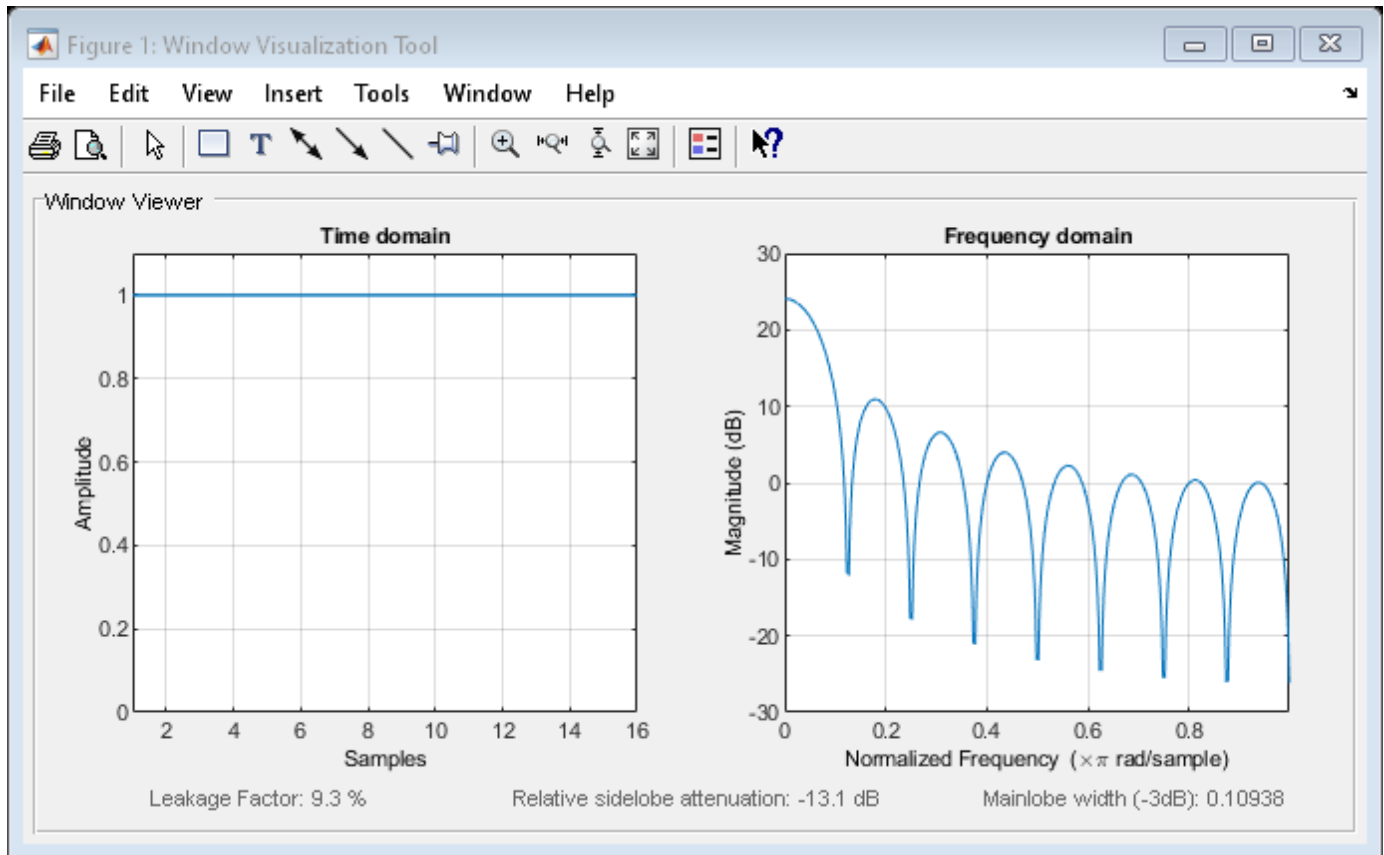 Figure 1: Window Visualization Tool
File Edit View Insert Tools Window Help
T
?
Window Viewer
Time domain
1
0.8
0.6
0.4
0.2
0
Amplitude
2 4 6 8 10 12 14 16
Samples
Frequency domain
30
20
10
0
-10
-20
-30
Magnitude (dB)
0 0.2 0.4 0.6 0.8
Normalized Frequency (×π rad/sample)
Leakage Factor: 9.3 % Relative sidelobe attenuation: -13.1 dB Mainlobe width (-3dB): 0.10938